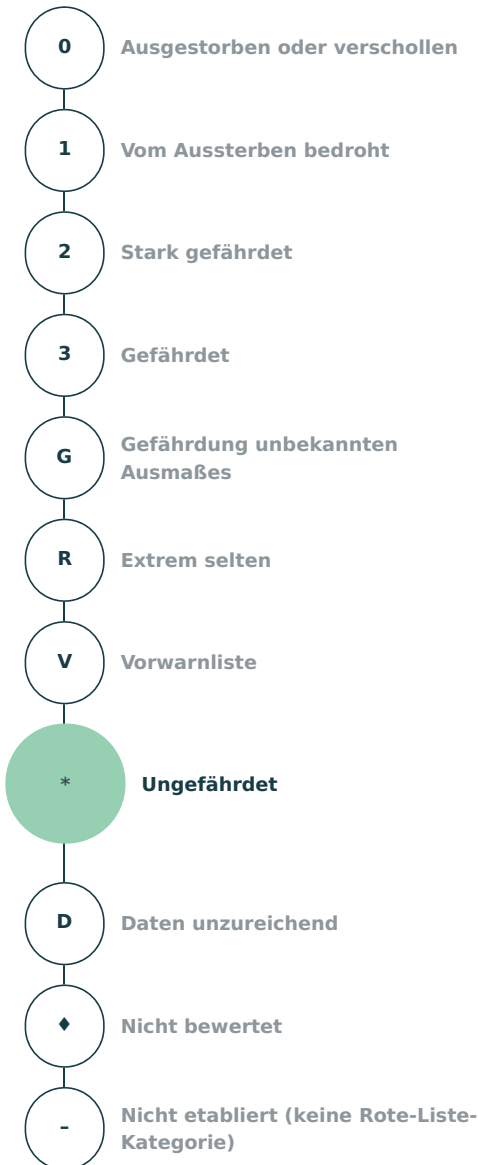 0 Ausgestorben oder verschollen
1 Vom Aussterben bedroht
2 Stark gefährdet
3 Gefährdet
G Gefährdung unbekannten
Ausmaßes
R Extrem selten
V Vorwarnliste
* Ungefährdet
D Daten unzureichend
♦ Nicht bewertet
– Nicht etabliert (keine Rote-Liste-
Kategorie)